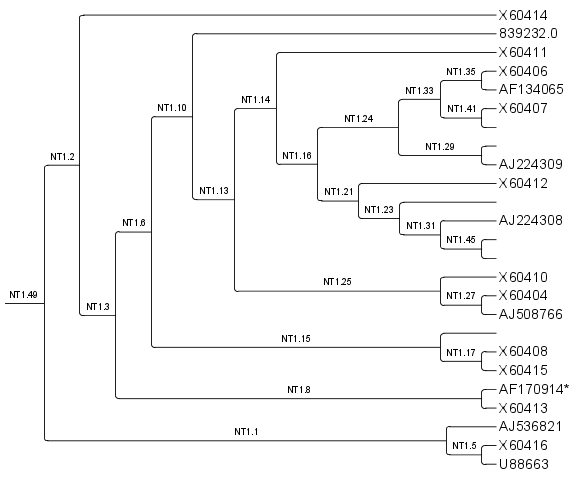 X60414
839232.0
X60411
NT1.35 X60406
NT1.33 AF134065
NT1.10 NT1.14 NT1.41 X60407
NT1.24
NT1.29
NT1.2 NT1.16 AJ224309
X60412
NT1.13 NT1.21
NT1.23
NT1.6 NT1.31 AJ224308
NT1.45
X60410
NT1.25
NT1.49 NT1.27 X60404
NT1.3 AJ508766
NT1.15
NT1.17 X60408
X60415
NT1.8 AF170914*
X60413
AJ536821
NT1.1
NT1.5 X60416
U88663